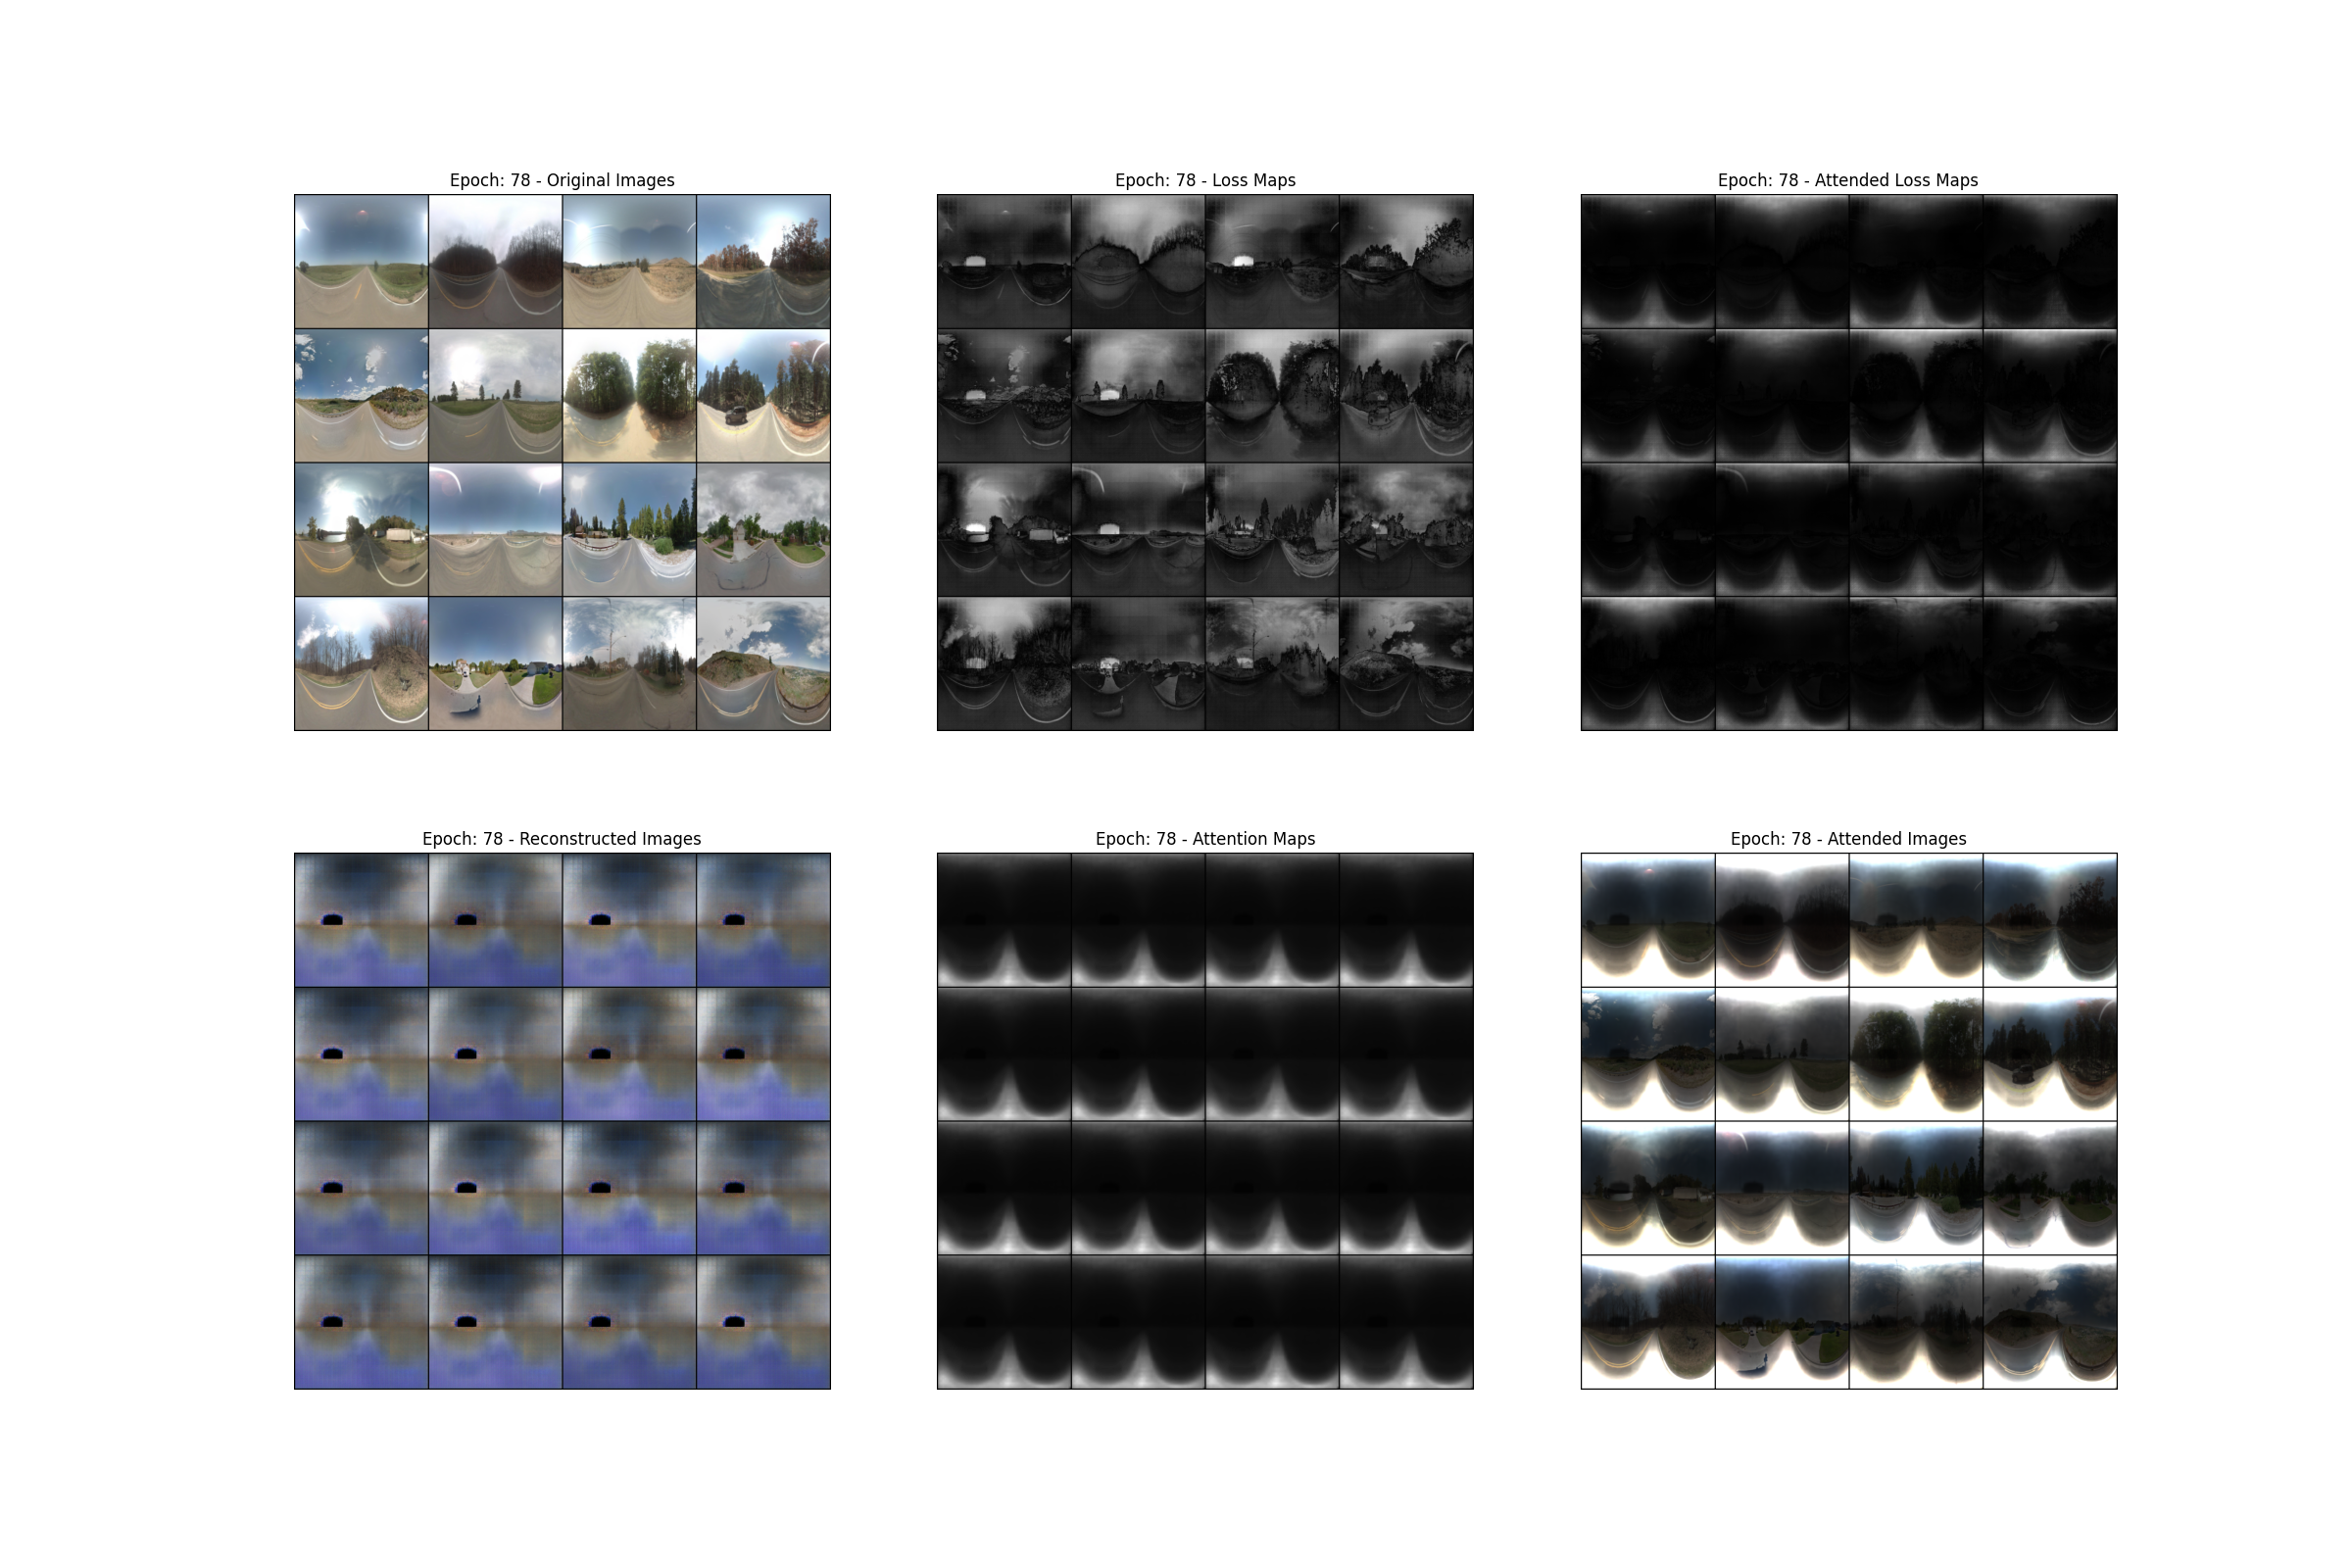 Epoch: 78 - Original Images
Epoch: 78 - Loss Maps
Epoch: 78 - Attended Loss Maps
Epoch: 78 - Reconstructed Images
Epoch: 78 - Attention Maps
Epoch: 78 - Attended Images